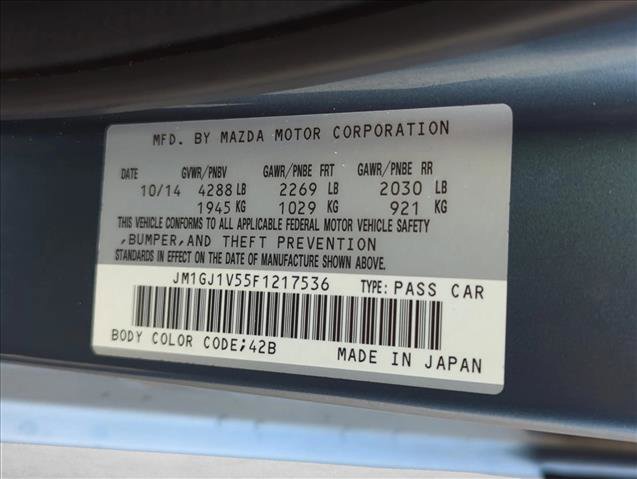 MFD. BY MAZDA MOTOR CORPORATION
DATE GVWR/PNBV GAWR/PNBE FRT GAWR/PNBE RR
10/14 4288 LB 2269 LB 2030 LB
1945 KG 1029 KG 921 KG
THIS VEHICLE CONFORMS TO ALL APPLICABLE FEDERAL MOTOR VEHICLE SAFETY
,BUMPER,AND THEFT PREVENTION
STANDARDS IN EFFECT ON THE DATE OF MANUFACTURE SHOWN ABOVE.
JM1GJ1V55F1217536 TYPE: PASS CAR
BODY COLOR CODE;42B MADE IN JAPAN